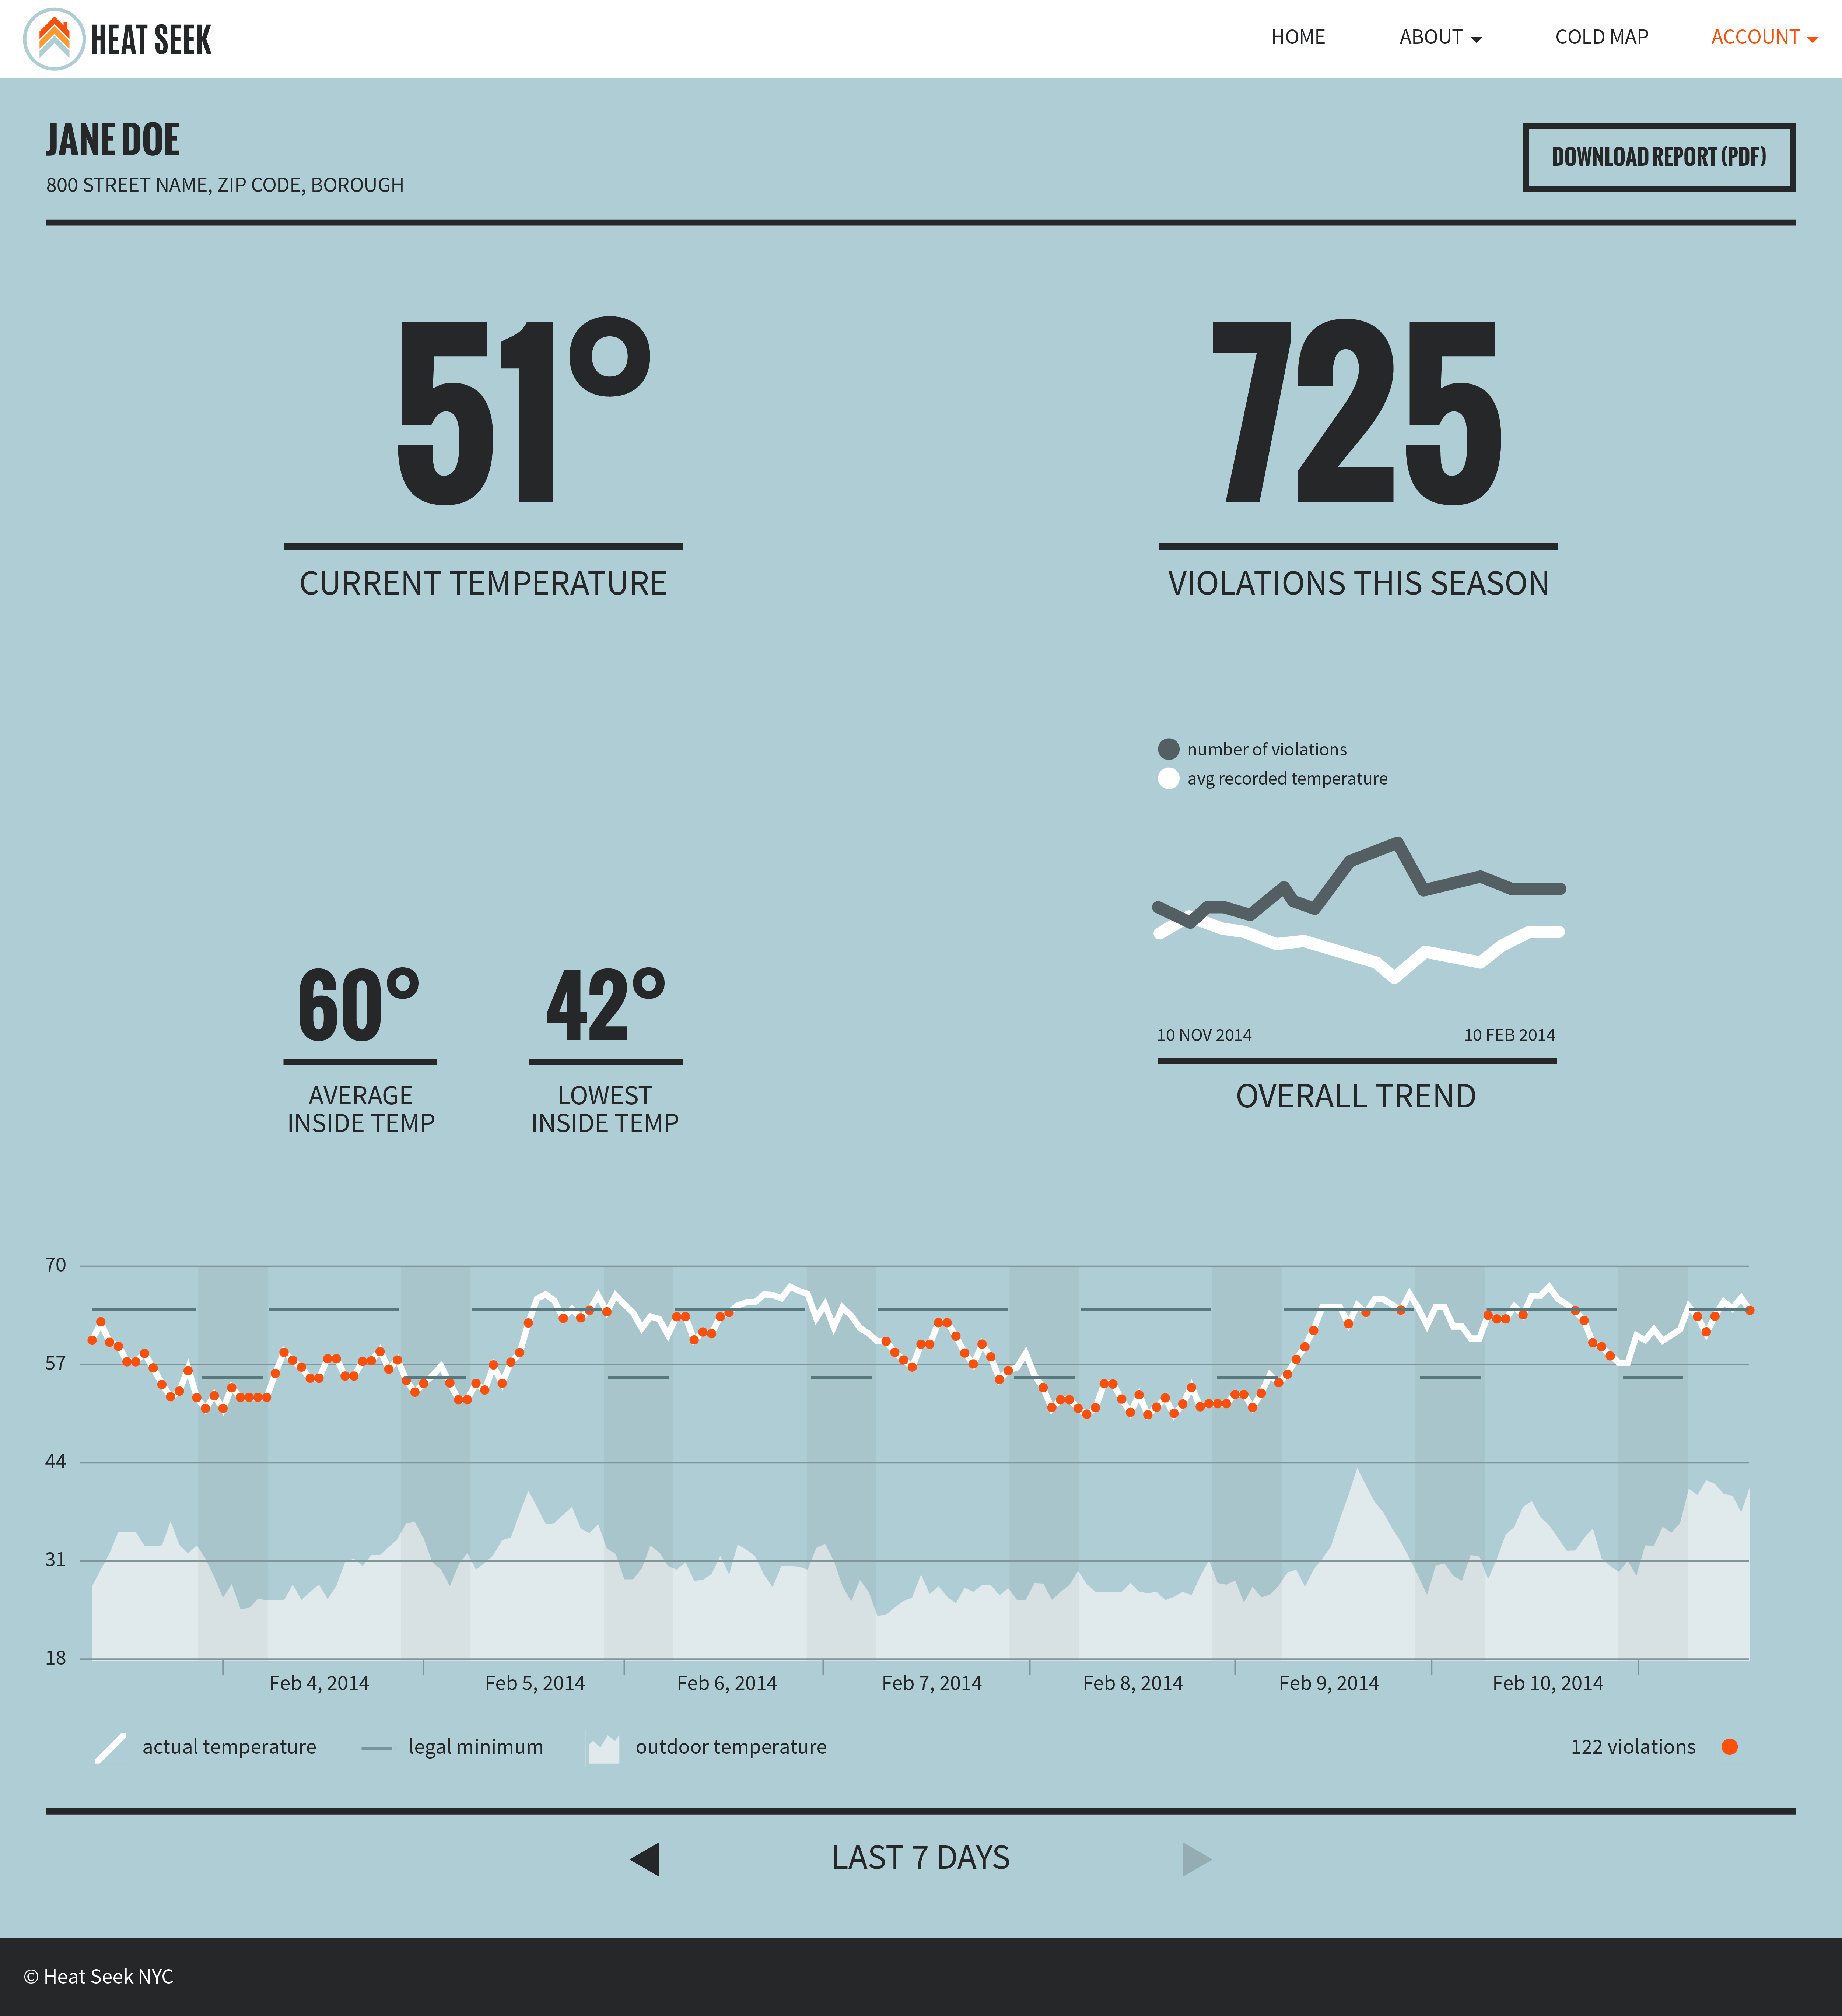 HEAT SEEK
HOME ABOUT COLD MAP ACCOUNT
JANE DOE
800 STREET NAME, ZIP CODE, BOROUGH
DOWNLOAD REPORT (PDF)
51°
CURRENT TEMPERATURE
725
VIOLATIONS THIS SEASON
number of violations
avg recorded temperature
60°
AVERAGE
INSIDE TEMP
42°
LOWEST
INSIDE TEMP
10 NOV 2014 10 FEB 2014
OVERALL TREND
70
57
44
31
18
Feb 4, 2014 Feb 5, 2014 Feb 6, 2014 Feb 7, 2014 Feb 8, 2014 Feb 9, 2014 Feb 10, 2014
actual temperature legal minimum outdoor temperature 122 violations
LAST 7 DAYS
© Heat Seek NYC